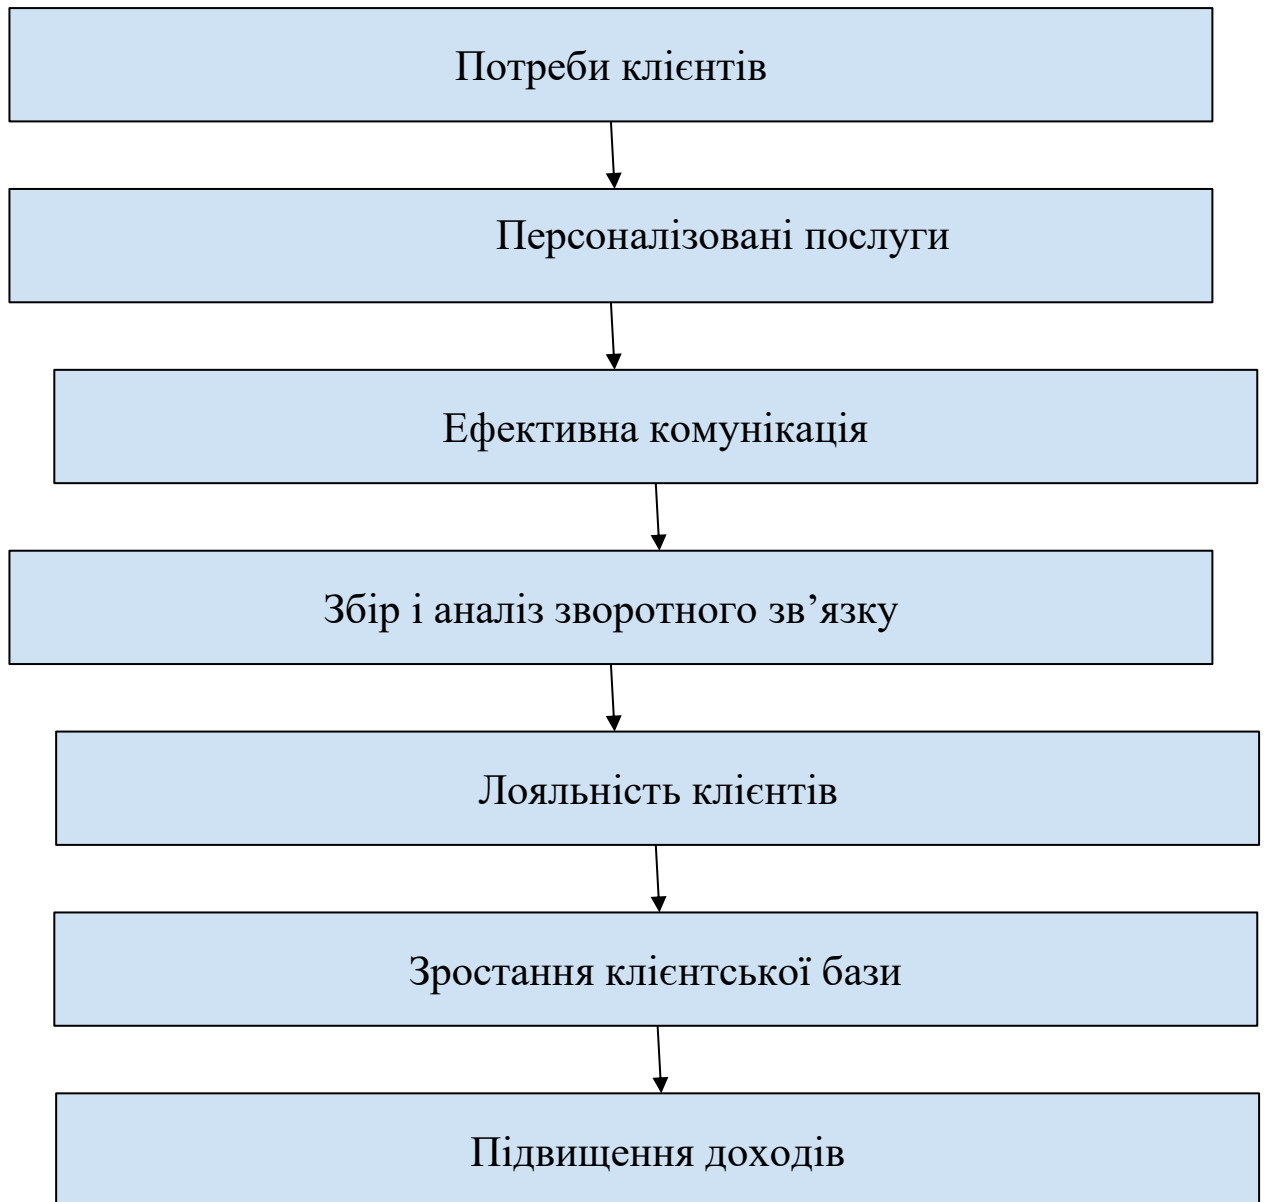 Потреби клієнтів
Персоналізовані послуги
Ефективна комунікація
Збір і аналіз зворотного зв’язку
Лояльність клієнтів
Зростання клієнтської бази
Підвищення доходів